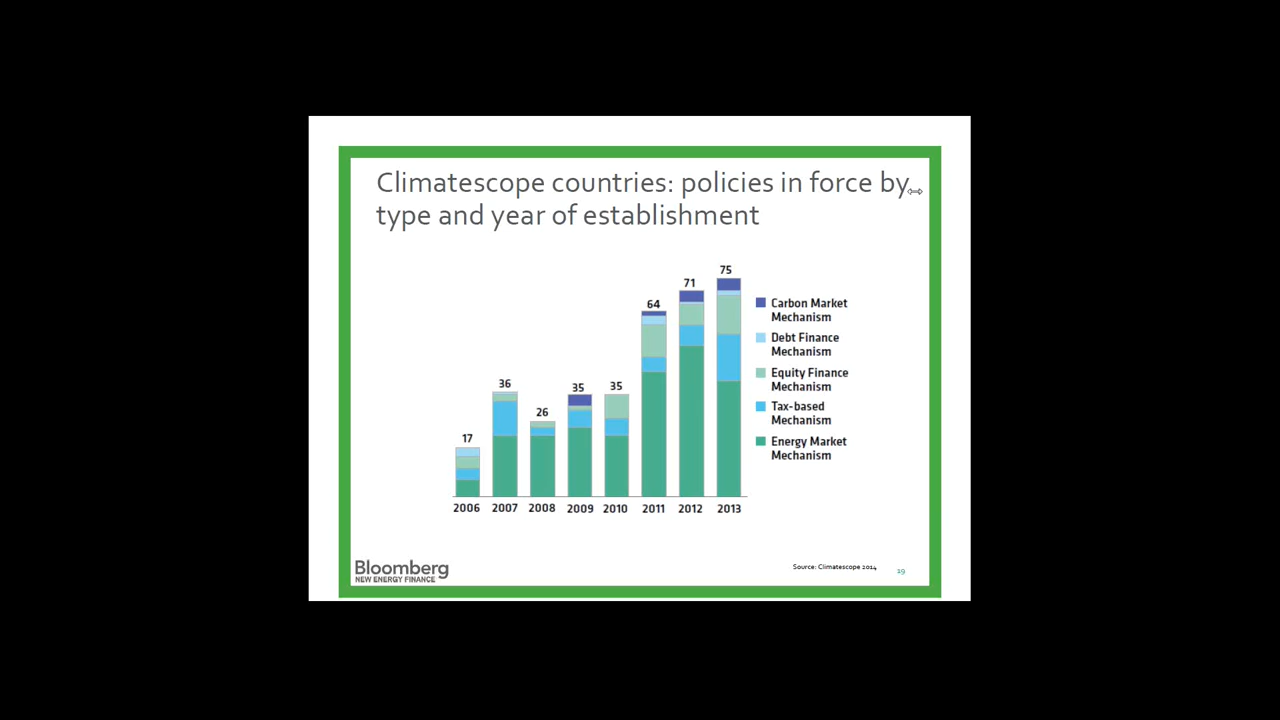 Climatescope countries: policies in force by
type and year of establishment
75
71
64
36
35
35
26
17
Carbon Market
Mechanism
Debt Finance
Mechanism
Equity Finance
Mechanism
Tax-based
Mechanism
Energy Market
Mechanism
2006 2007 2008 2009 2010 2011 2012 2013
Bloomberg
NEW ENERGY FINANCE
Source: Climatescope 2014
19